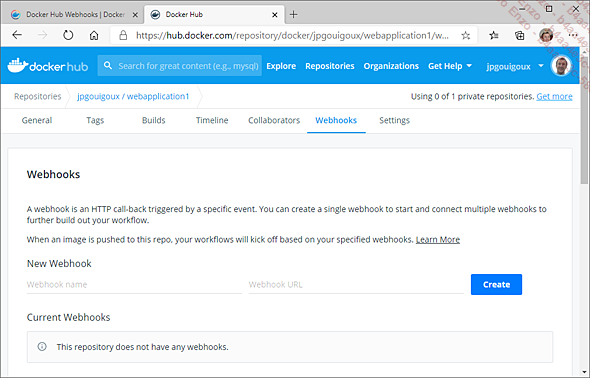 Docker Hub Webhooks | Docker
Docker Hub
https://hub.docker.com/repository/docker/jpgouigoux/webapplication1/w...
dockerhub
Search for great content (e.g., mysql)
Explore
Repositories
Organizations
Get Help
jpgouigoux
Repositories
jpgouigoux / webapplication1
Using 0 of 1 private repositories. Get more
General
Tags
Builds
Timeline
Collaborators
Webhooks
Settings
Webhooks
A webhook is an HTTP call-back triggered by a specific event. You can create a single webhook to start and connect multiple webhooks to
further build out your workflow.
When an image is pushed to this repo, your workflows will kick off based on your specified webhooks. Learn More
New Webhook
Webhook name
Webhook URL
Create
Current Webhooks
This repository does not have any webhooks.